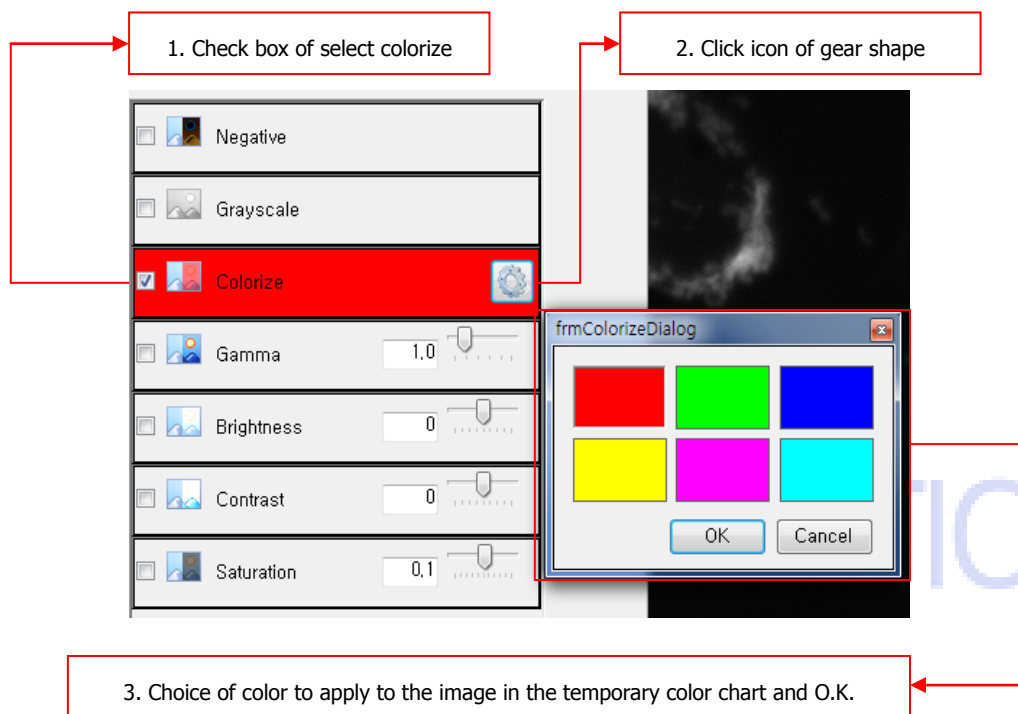 1. Check box of select colorize
2. Click icon of gear shape
Negative
Grayscale
Colorize
Gamma 1,0
frmColorizeDialog
Brightness 0
Contrast 0
OK Cancel
Saturation 0,1
TIC
3. Choice of color to apply to the image in the temporary color chart and O.K.